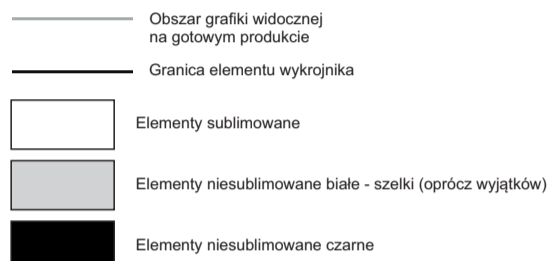 Obszar grafiki widocznej
na gotowym produkcie
Granica elementu wykrojnika
Elementy sublimowane
Elementy niesublimowane białe - szelki (oprócz wyjątków)
Elementy niesublimowane czarne